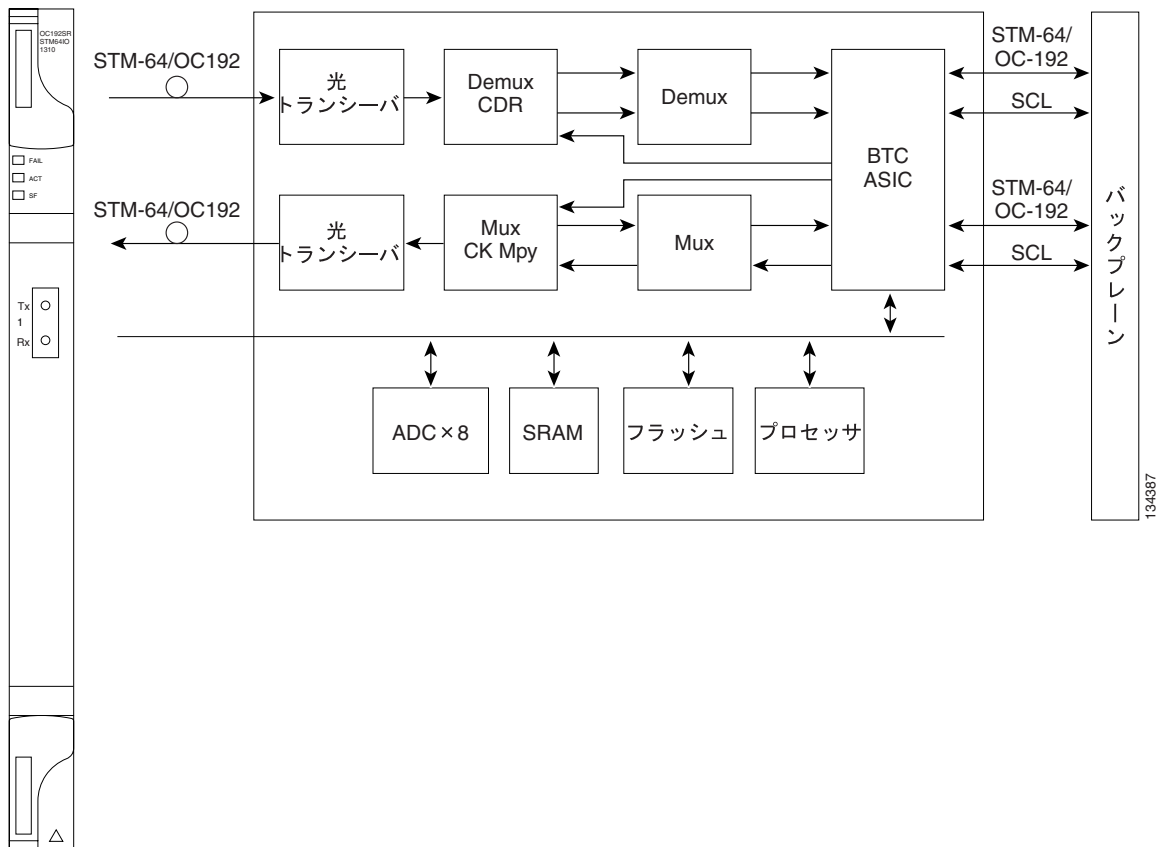 OC192SR
STM64IO
1310
FAIL
ACT
SF
Tx
1
Rx
STM-64/OC192
光
トランシーバ
Demux
CDR
Demux
BTC
ASIC
STM-64/
OC-192
SCL
STM-64/OC192
光
トランシーバ
Mux
CK Mpy
Mux
STM-64/
OC-192
SCL
バックプレーン
ADC×8
SRAM
フラッシュ
プロセッサ
134387